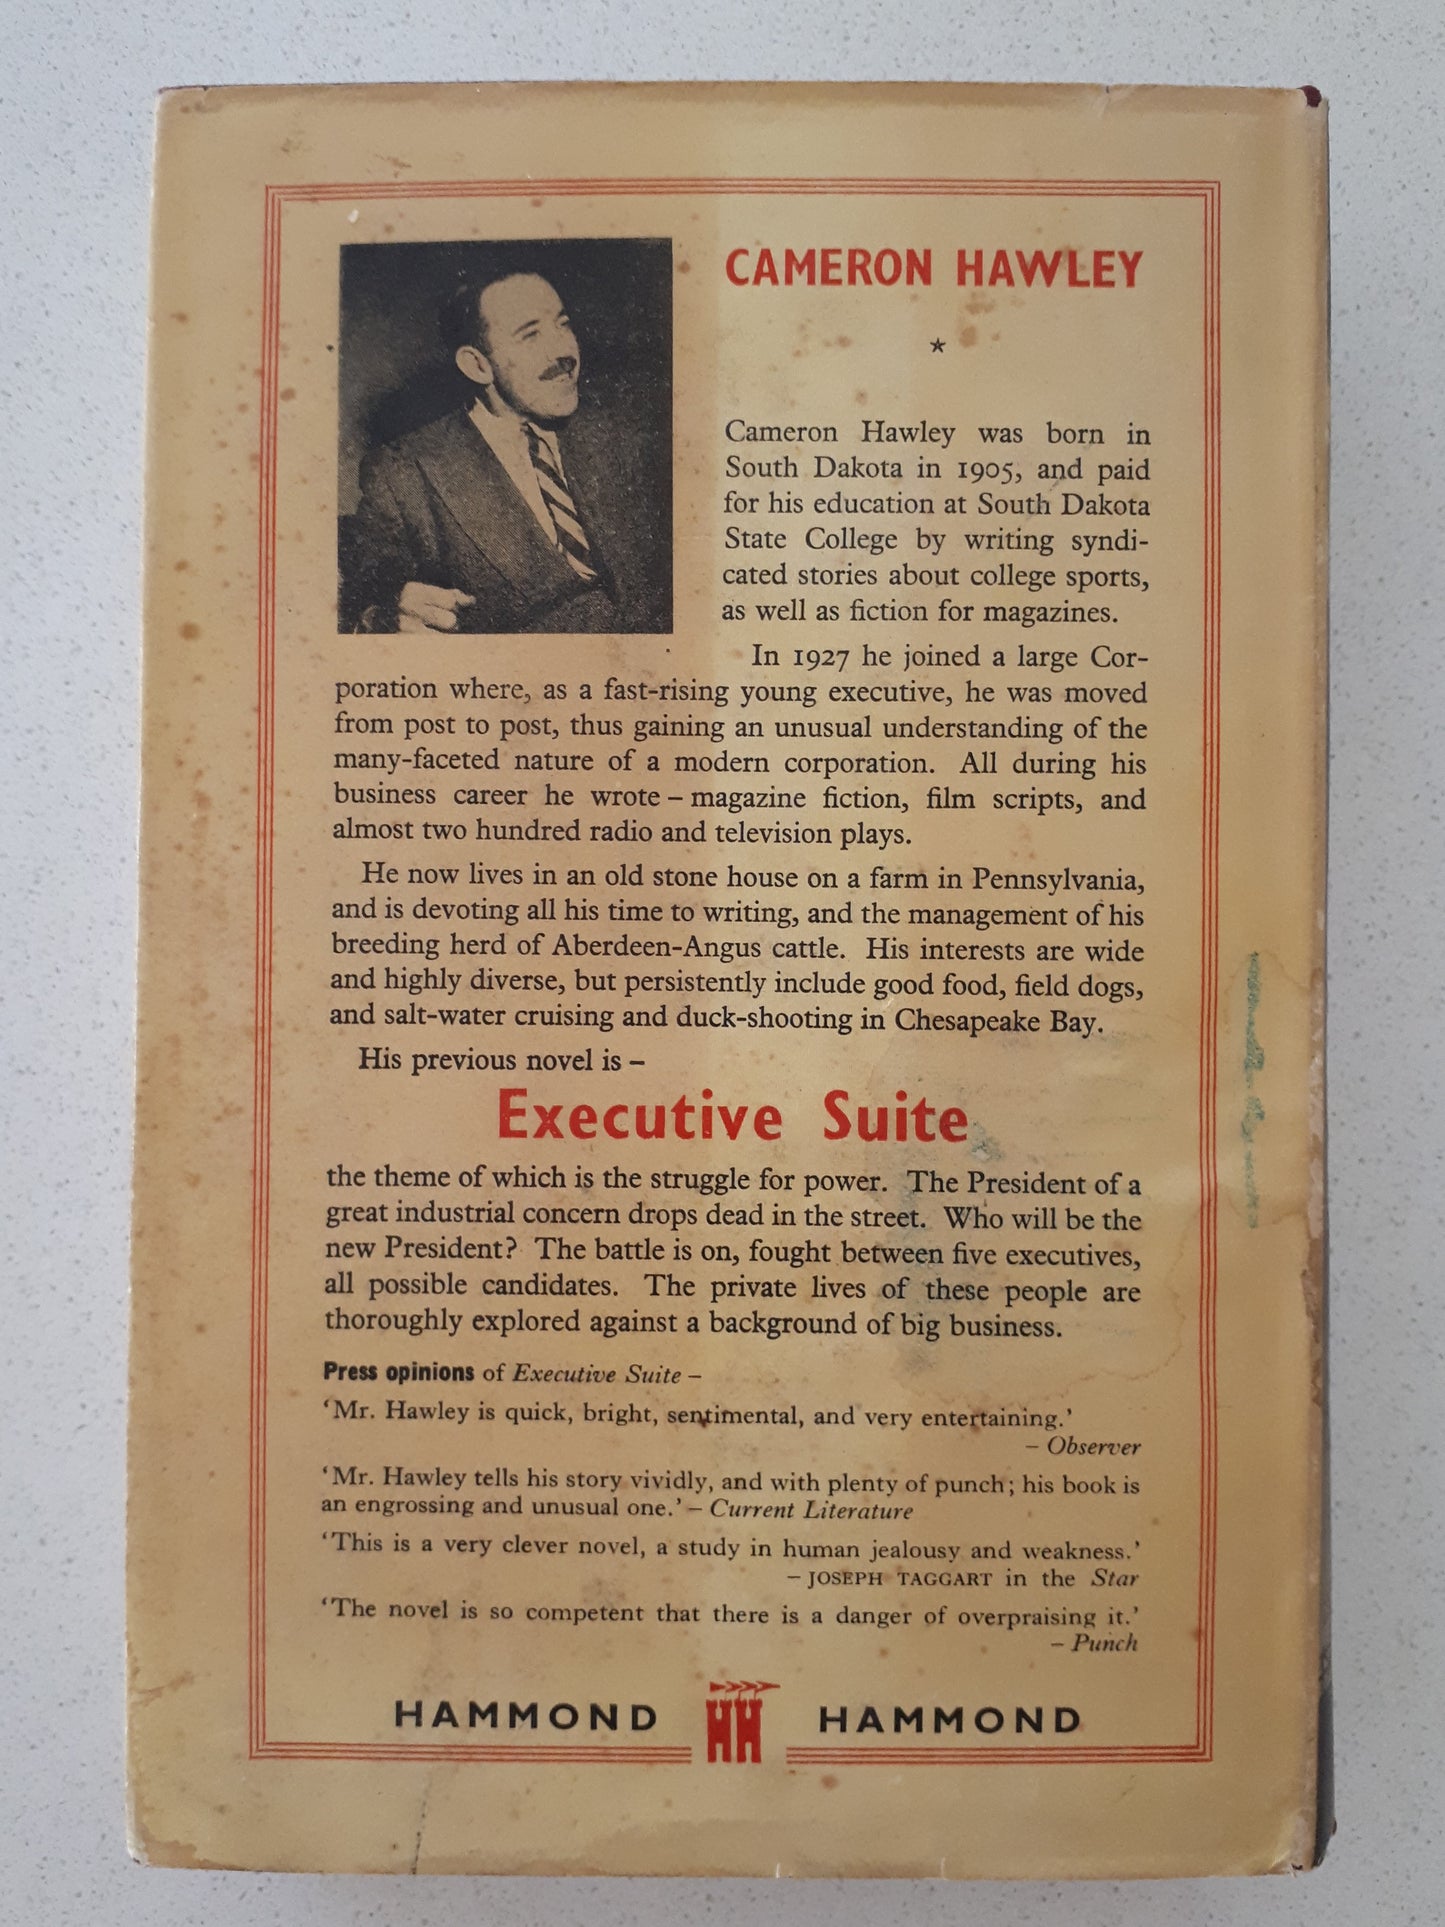 CAMERON HAWLEY
★
Cameron Hawley was born in
South Dakota in 1905, and paid
for his education at South Dakota
State College by writing syndi-
cated stories about college sports,
as well as fiction for magazines.
In 1927 he joined a large Cor-
poration where, as a fast-rising young executive, he was moved
from post to post, thus gaining an unusual understanding of the
many-faceted nature of a modern corporation. All during his
business career he wrote – magazine fiction, film scripts, and
almost two hundred radio and television plays.
He now lives in an old stone house on a farm in Pennsylvania,
and is devoting all his time to writing, and the management of his
breeding herd of Aberdeen-Angus cattle. His interests are wide
and highly diverse, but persistently include good food, field dogs,
and salt-water cruising and duck-shooting in Chesapeake Bay.
His previous novel is –
Executive Suite
the theme of which is the struggle for power. The President of a
great industrial concern drops dead in the street. Who will be the
new President? The battle is on, fought between five executives,
all possible candidates. The private lives of these people are
thoroughly explored against a background of big business.
Press opinions of Executive Suite –
‘Mr. Hawley is quick, bright, sentimental, and very entertaining.’
– Observer
‘Mr. Hawley tells his story vividly, and with plenty of punch; his book is
an engrossing and unusual one.’ – Current Literature
‘This is a very clever novel, a study in human jealousy and weakness.’
– JOSEPH TAGGART in the Star
‘The novel is so competent that there is a danger of overpraising it.’
– Punch
HAMMOND HH HAMMOND